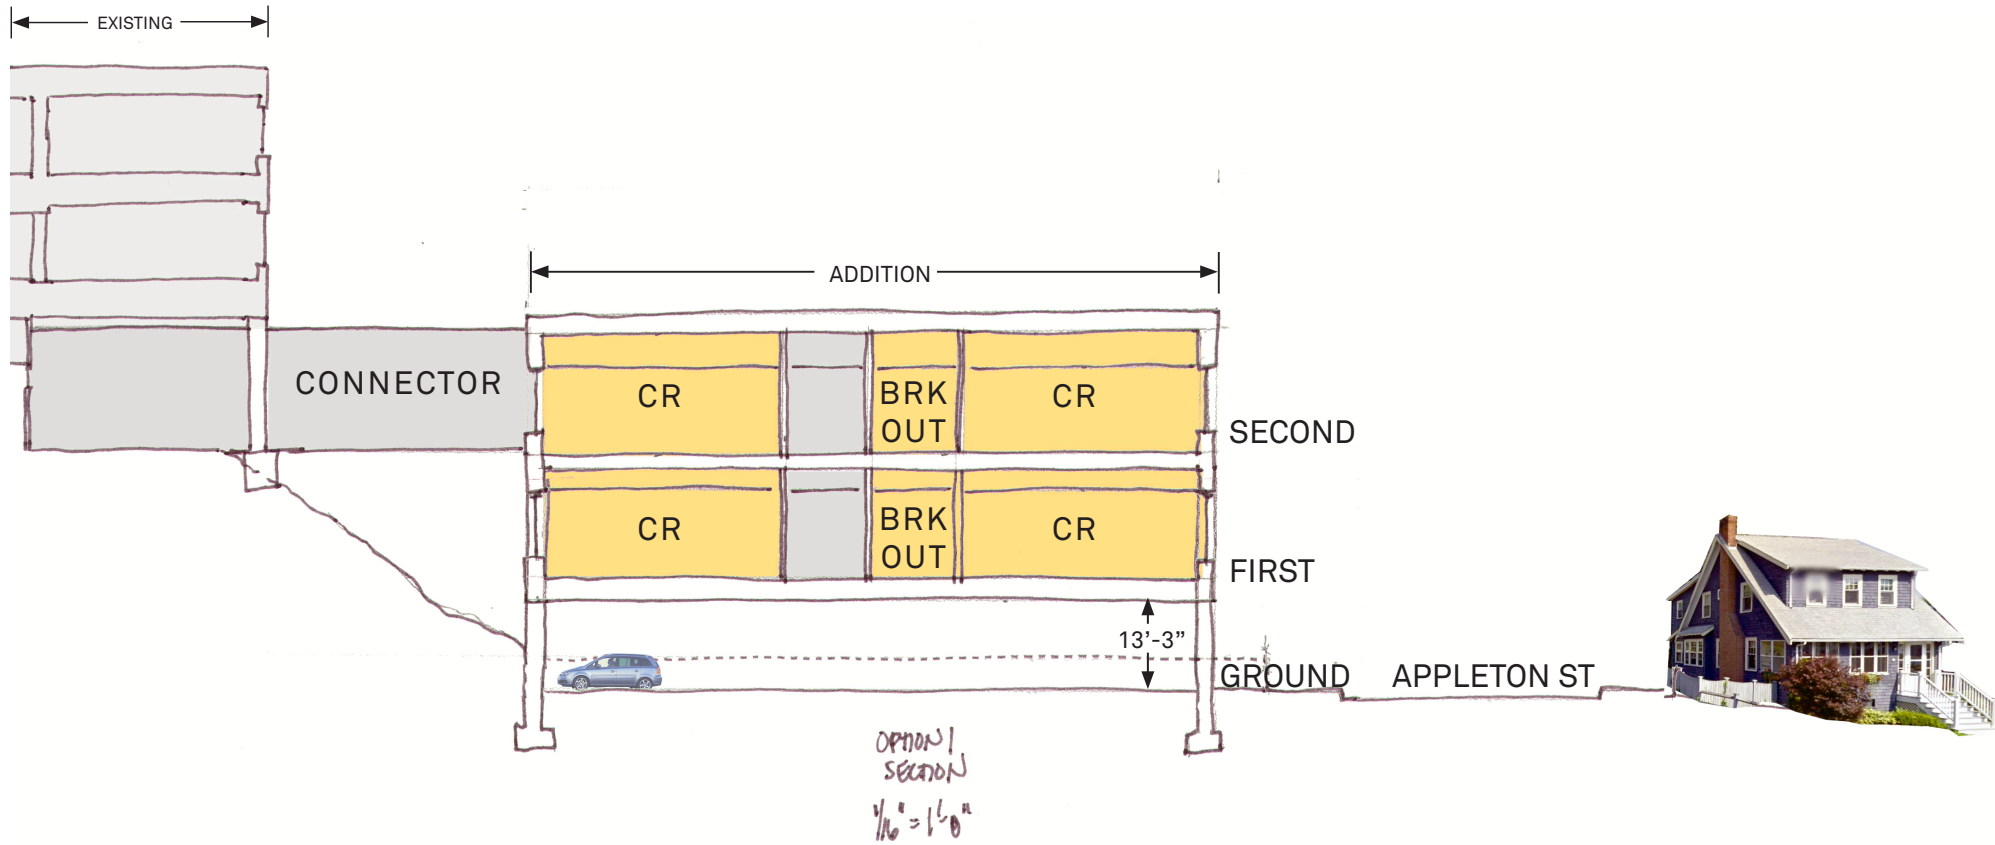 EXISTING
ADDITION
CONNECTOR
CR
BRK
OUT
CR
SECOND
CR
BRK
OUT
CR
FIRST
13'-3"
GROUND
APPLETON ST
OPTION 1
SECTION
1/16" = 1'-0"